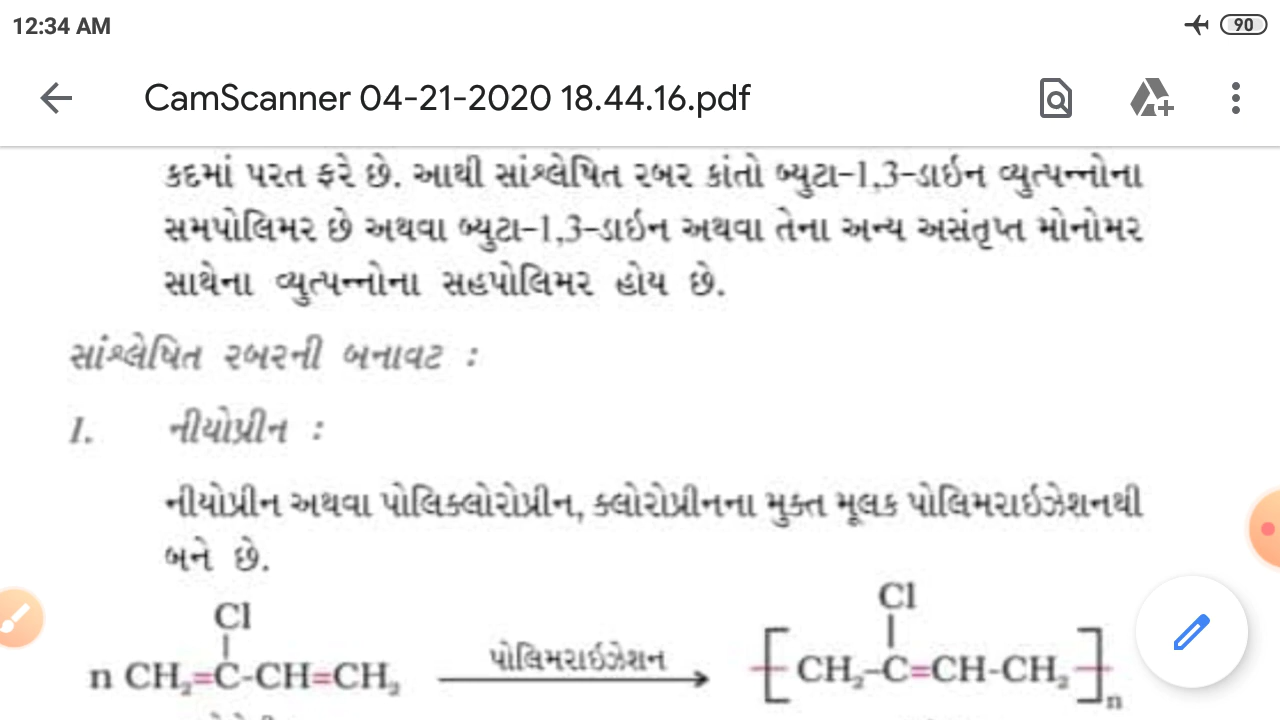 12:34 AM
90
CamScanner 04-21-2020 18.44.16.pdf
કદમાં પરત ફરે છે. આથી સાંશ્લેષિત રબર કાંતો બ્યુટા-1,3-ડાઇન વ્યુત્પન્નોના
સમપોલિમર છે અથવા બ્યુટા-1,3-ડાઇન અથવા તેના અન્ય અસંતૃપ્ત મોનોમર
સાથેના વ્યુત્પન્નોના સહપોલિમર હોય છે.
સાંશ્લેષિત રબરની બનાવટ :
I. નીયોપ્રીન :
નીયોપ્રીન અથવા પોલિક્લોરોપ્રીન, ક્લોરોપ્રીનના મુક્ત મૂલક પોલિમરાઇઝેશનથી
બને છે.
Cl Cl
n CH₂=C-CH=CH₂ પોલિમરાઇઝેશન [CH₂-C=CH-CH₂]n